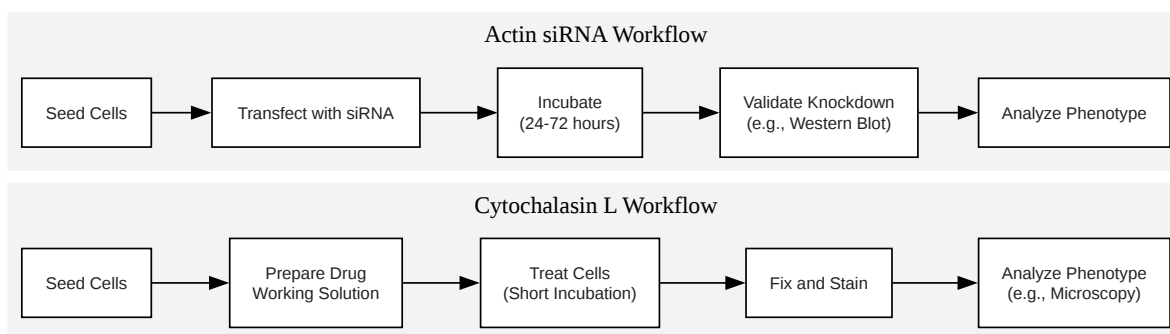 Actin siRNA Workflow
Seed Cells
Transfect with siRNA
Incubate
(24-72 hours)
Validate Knockdown
(e.g., Western Blot)
Analyze Phenotype
Cytochalasin L Workflow
Seed Cells
Prepare Drug
Working Solution
Treat Cells
(Short Incubation)
Fix and Stain
Analyze Phenotype
(e.g., Microscopy)